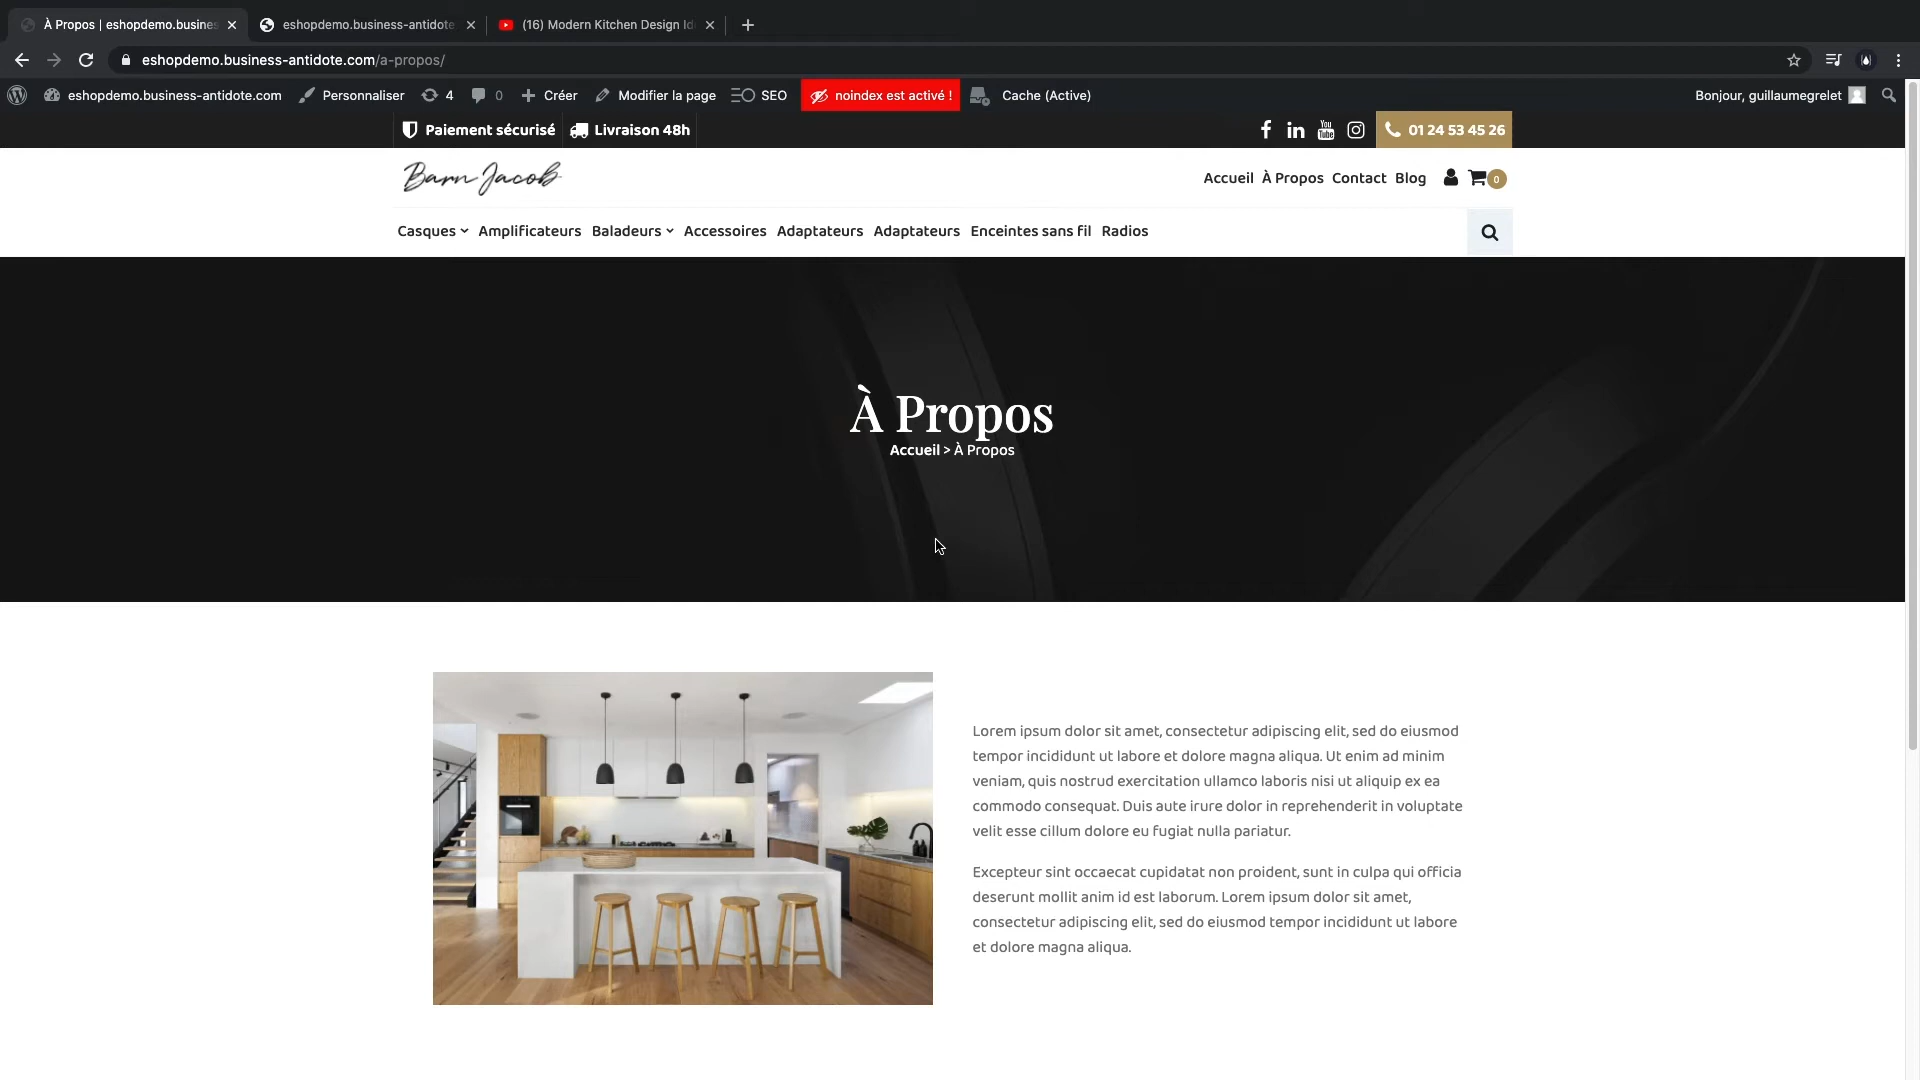 À Propos | eshopdemo.busines
eshopdemo.business-antidote.
(16) Modern Kitchen Design Id
eshopdemo.business-antidote.com/a-propos/
eshopdemo.business-antidote.com Personnaliser 4 0 Créer Modifier la page SEO noindex est activé ! Cache (Active) Bonjour, guillaumegrelet
Paiement sécurisé Livraison 48h You Tube 01 24 53 45 26
Barn Jacob Accueil À Propos Contact Blog 0
Casques Amplificateurs Baladeurs Accessoires Adaptateurs Adaptateurs Enceintes sans fil Radios
À Propos
Accueil > À Propos
Lorem ipsum dolor sit amet, consectetur adipiscing elit, sed do eiusmod
tempor incididunt ut labore et dolore magna aliqua. Ut enim ad minim
veniam, quis nostrud exercitation ullamco laboris nisi ut aliquip ex ea
commodo consequat. Duis aute irure dolor in reprehenderit in voluptate
velit esse cillum dolore eu fugiat nulla pariatur.
Excepteur sint occaecat cupidatat non proident, sunt in culpa qui officia
deserunt mollit anim id est laborum. Lorem ipsum dolor sit amet,
consectetur adipiscing elit, sed do eiusmod tempor incididunt ut labore
et dolore magna aliqua.